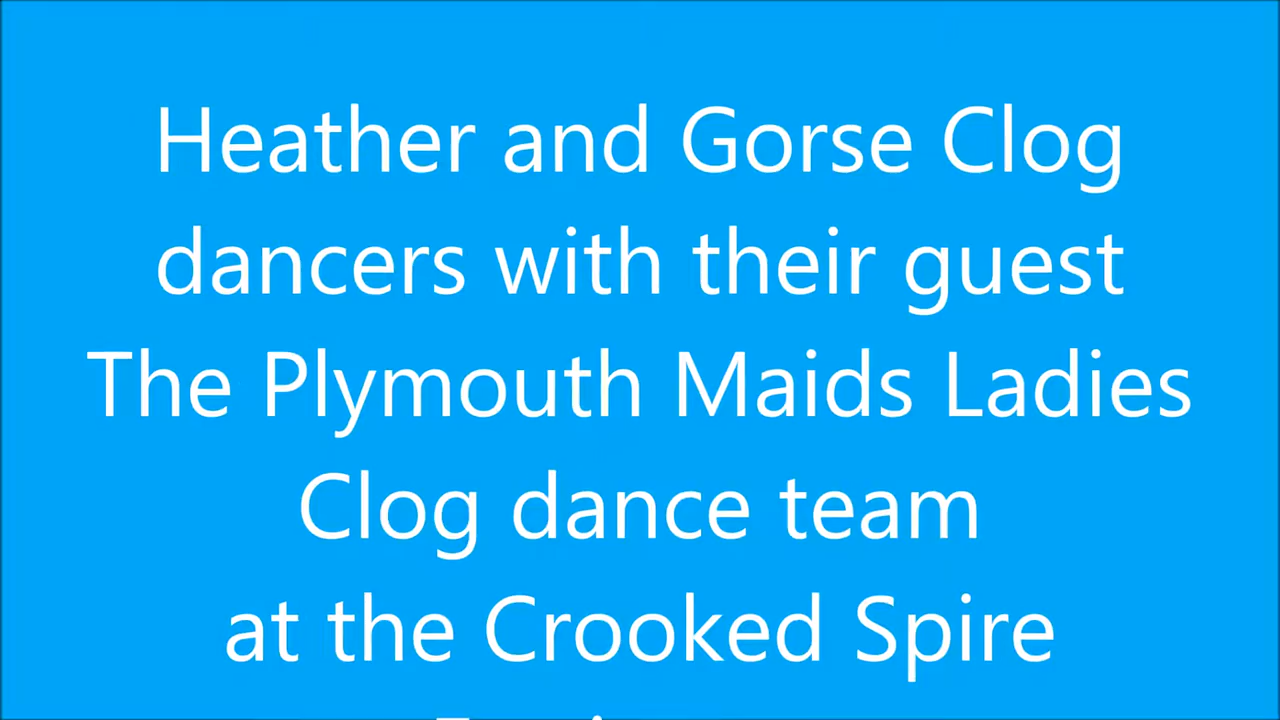 Heather and Gorse Clog
dancers with their guest
The Plymouth Maids Ladies
Clog dance team
at the Crooked Spire